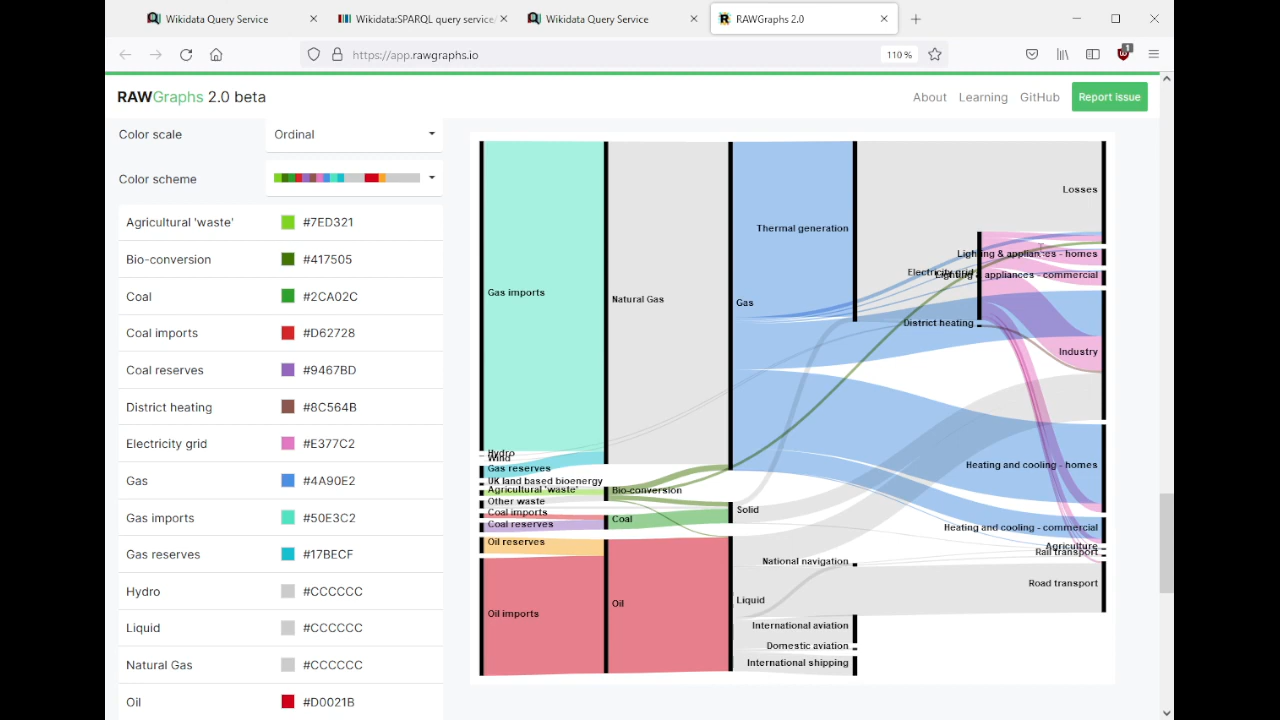 Wikidata Query Service
Wikidata:SPARQL query service/
Wikidata Query Service
RAWGraphs 2.0
https://app.rawgraphs.io
110 %
1
RAWGraphs 2.0 beta
About
Learning
GitHub
Report issue
Color scale
Ordinal
Color scheme
Agricultural 'waste'
#7ED321
Bio-conversion
#417505
Coal
#2CA02C
Coal imports
#D62728
Coal reserves
#9467BD
District heating
#8C564B
Electricity grid
#E377C2
Gas
#4A90E2
Gas imports
#50E3C2
Gas reserves
#17BECF
Hydro
#CCCCCC
Liquid
#CCCCCC
Natural Gas
#CCCCCC
Oil
#D0021B
Gas imports
Hydro
Wind
Gas reserves
UK land based bioenergy
Agricultural 'waste'
Other waste
Coal imports
Coal reserves
Oil reserves
Oil imports
Natural Gas
Bio-conversion
Coal
Oil
Gas
Solid
Liquid
Thermal generation
National navigation
International aviation
Domestic aviation
International shipping
Electricity grid
District heating
Losses
Lighting & appliances - homes
Lighting & appliances - commercial
Industry
Heating and cooling - homes
Heating and cooling - commercial
Agriculture
Rail transport
Road transport